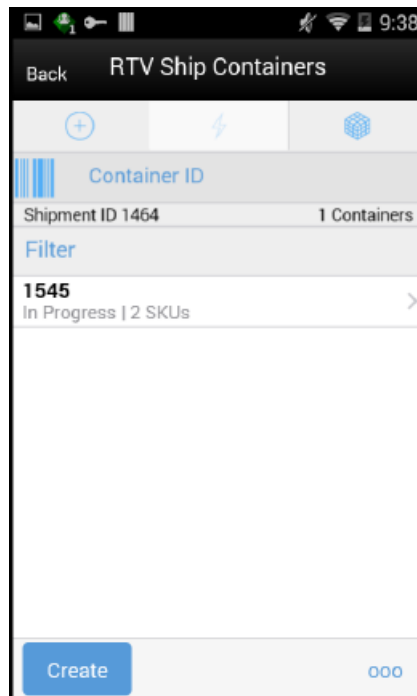 9:38
Back RTV Ship Containers
Container ID
Shipment ID 1464 1 Containers
Filter
1545
In Progress | 2 SKUs
Create